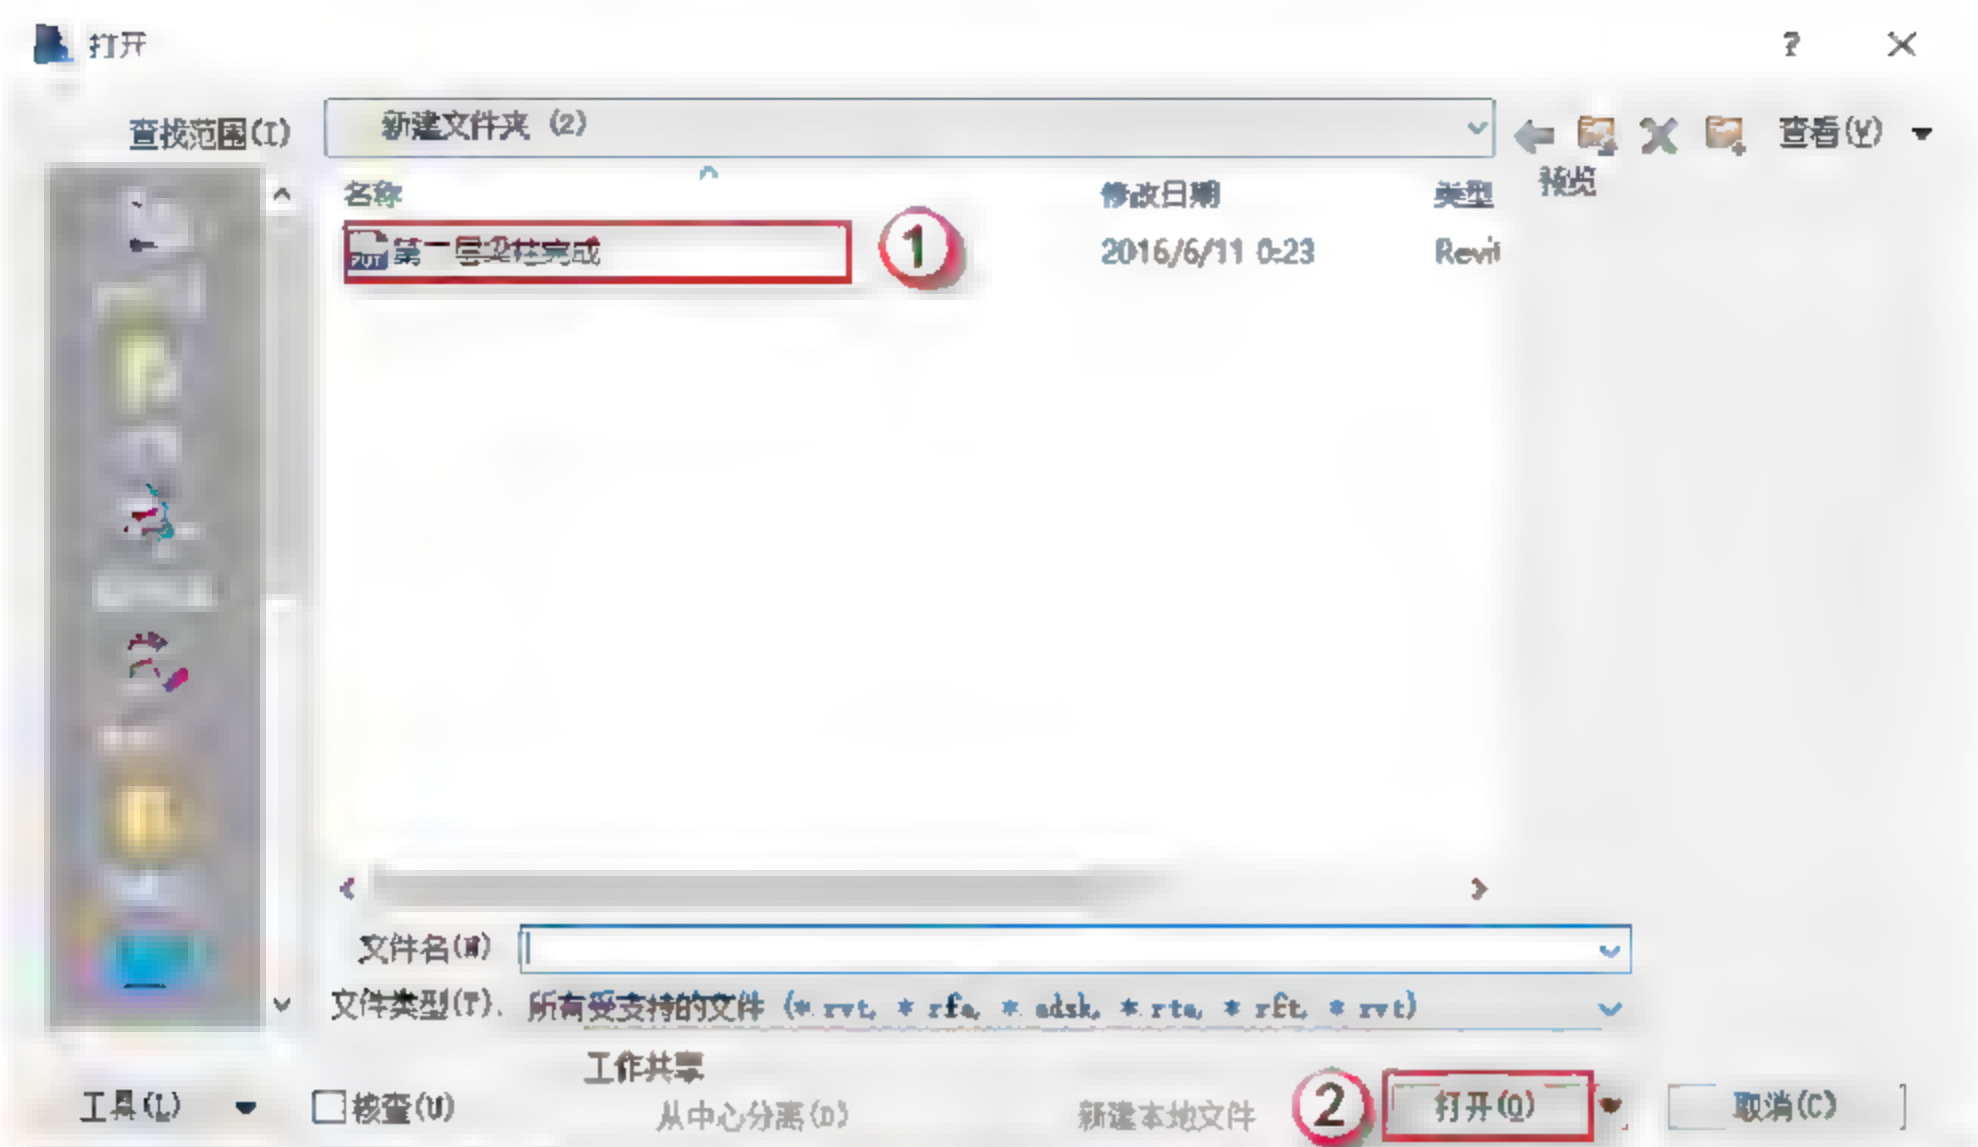 打开 ? ×
查找范围(I) 新建文件夹 (2) 查看(V)
名称 修改日期 类型 预览
第一层梁柱完成 ① 2016/6/11 0:23 Revit
文件名(N)
文件类型(T). 所有受支持的文件 (*.rvt, *.rfa, *.adsk, *.rte, *.rft, *.rvt)
工作共享
工具(L) 核查(U) 从中心分离(D) 新建本地文件 ② 打开(O) 取消(C)